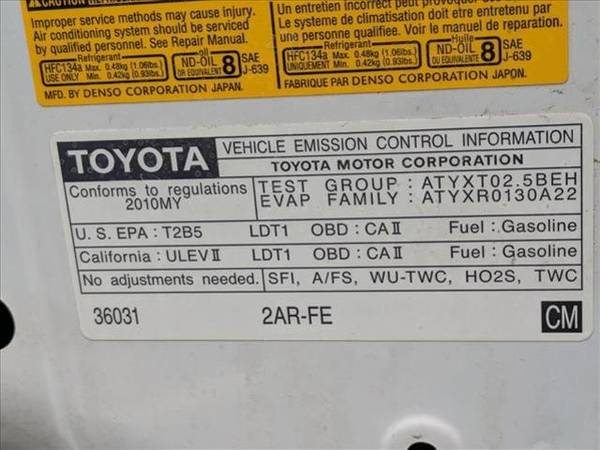 CAUTION
Improper service methods may cause injury.
Air conditioning system should be serviced
by qualified personnel. See Repair Manual.
Refrigerant
HFC134a Max. 0.48kg (1.06lbs)
USE ONLY Min. 0.42kg (0.93lbs)
Oil
ND-OIL 8 SAE
OR EQUIVALENT J-639
MFD. BY DENSO CORPORATION JAPAN.
Un entretien incorrect peut provoquer
Le systeme de climatisation doit être entretenu par
une personne qualifiée. Voir le manuel de reparation.
Refrigerant
HFC134a Max. 0.48kg (1.06lbs)
UNIQUEMENT Min. 0.42kg (0.93lbs)
Huile
ND-OIL 8 SAE
OU EQUIVALENT J-639
FABRIQUE PAR DENSO CORPORATION, JAPON.
TOYOTA
VEHICLE EMISSION CONTROL INFORMATION
TOYOTA MOTOR CORPORATION
Conforms to regulations
2010MY
TEST GROUP : ATYXT02.5BEH
EVAP FAMILY : ATYXR0130A22
U. S. EPA : T2B5 LDT1 OBD : CAⅡ Fuel : Gasoline
California : ULEVⅡ LDT1 OBD : CAⅡ Fuel : Gasoline
No adjustments needed. SFI, A/FS, WU-TWC, HO2S, TWC
36031 2AR-FE CM